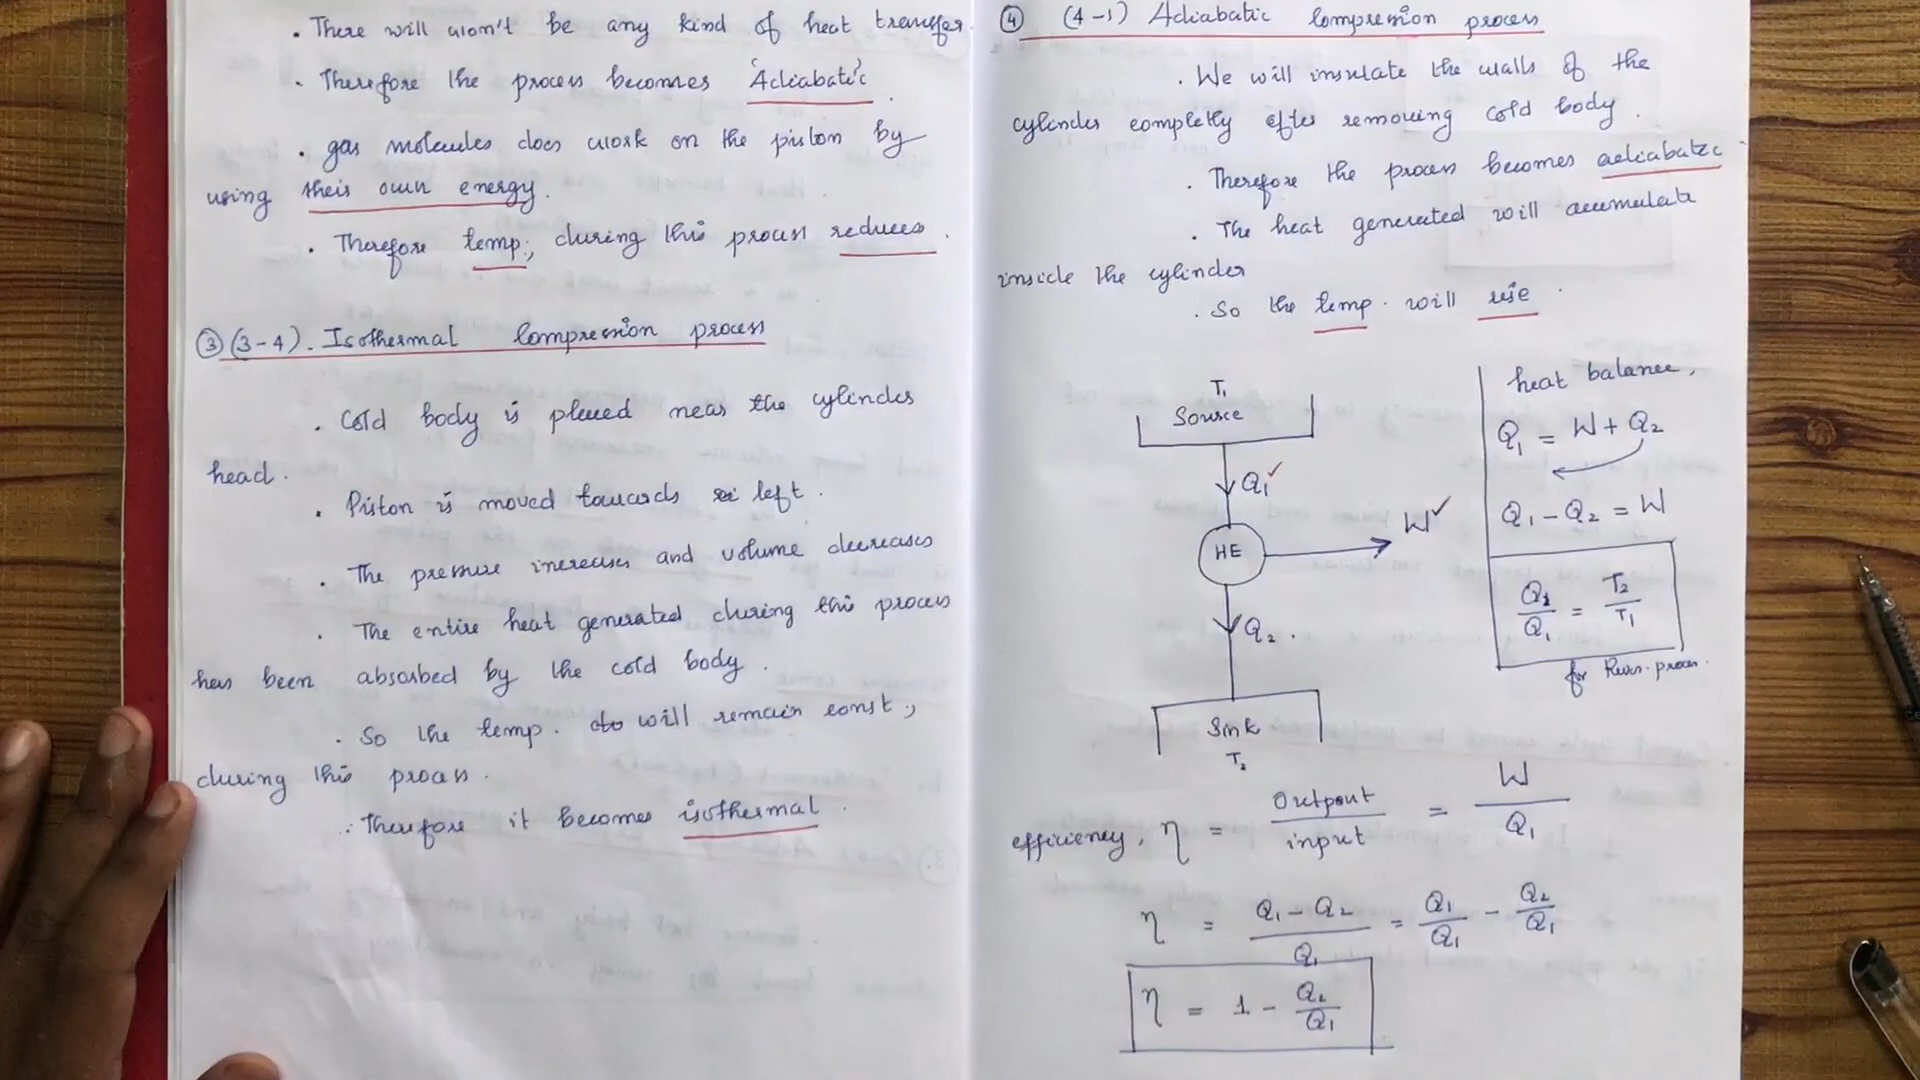 . There will won't be any kind of heat transfer.
. Therefore the process becomes 'Adiabatic'.
. gas molecules does work on the piston by
using their own energy.
. Therefore temp:, during this process reduces.
③ (3-4). Isothermal Compression process
. Cold body is placed near the cylinder
head.
. Piston is moved towards left.
. The pressure increases and volume decreases
. The entire heat generated during this process
has been absorbed by the cold body.
. So the temp. do will remain const;
during this process.
∴ Therefore it becomes isothermal.
④ (4-1) Adiabatic Compression process
. We will insulate the walls of the
cylinder completly after removing cold body.
. Therefore the process becomes adiabatic
. The heat generated will accumulate
inside the cylinder
. So the temp. will rise.
T₁
Source
Q₁ ✓
HE
W ✓
Q₂.
Sink
T₂
heat balance,
Q₁ = W + Q₂
Q₁ - Q₂ = W
Q₂/Q₁ = T₂/T₁
for Revs. process.
efficiency, η = Output/input = W/Q₁
η = Q₁ - Q₂/Q₁ = Q₁/Q₁ - Q₂/Q₁
η = 1 - Q₂/Q₁